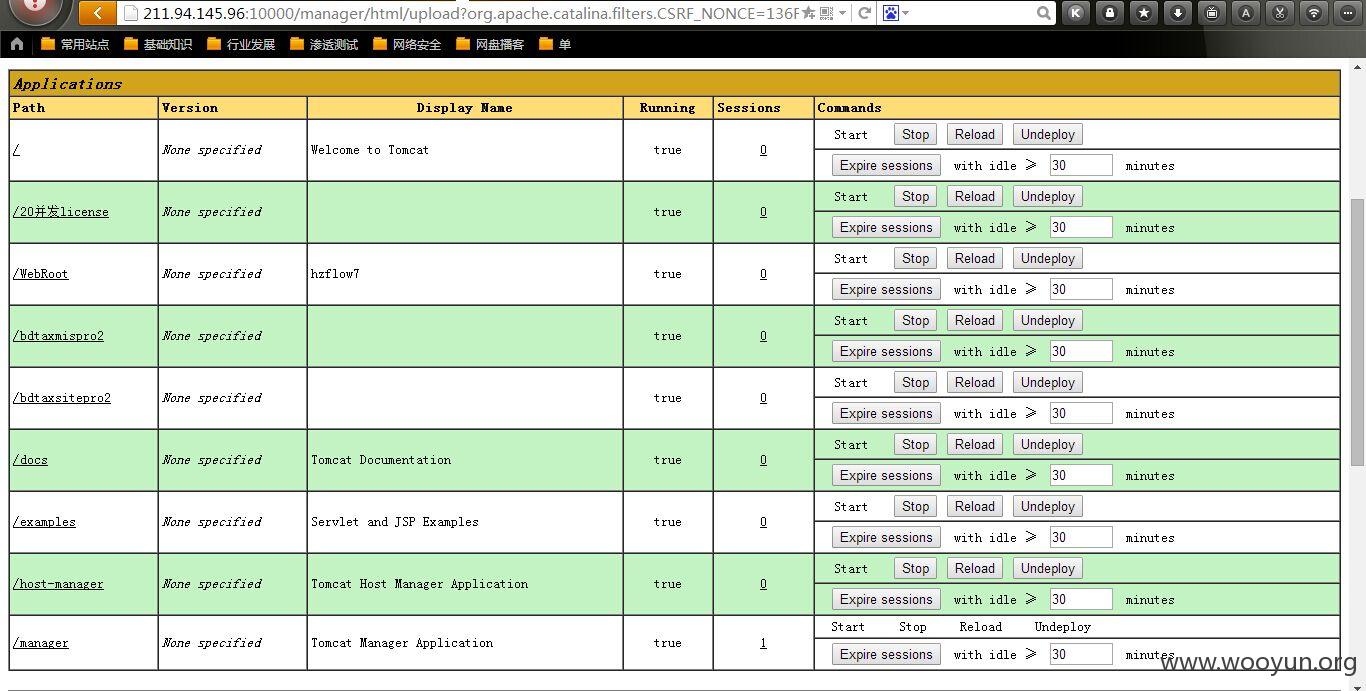 211.94.145.96:10000/manager/html/upload?org.apache.catalina.filters.CSRF_NONCE=136F
常用站点 基础知识 行业发展 渗透测试 网络安全 网盘播客 单
Applications
Path Version Display Name Running Sessions Commands
/ None specified Welcome to Tomcat true 0 Start Stop Reload Undeploy
Expire sessions with idle ≥ 30 minutes
/20并发license None specified true 0 Start Stop Reload Undeploy
Expire sessions with idle ≥ 30 minutes
/WebRoot None specified hzflow7 true 0 Start Stop Reload Undeploy
Expire sessions with idle ≥ 30 minutes
/bdtaxmispro2 None specified true 0 Start Stop Reload Undeploy
Expire sessions with idle ≥ 30 minutes
/bdtaxsitepro2 None specified true 0 Start Stop Reload Undeploy
Expire sessions with idle ≥ 30 minutes
/docs None specified Tomcat Documentation true 0 Start Stop Reload Undeploy
Expire sessions with idle ≥ 30 minutes
/examples None specified Servlet and JSP Examples true 0 Start Stop Reload Undeploy
Expire sessions with idle ≥ 30 minutes
/host-manager None specified Tomcat Host Manager Application true 0 Start Stop Reload Undeploy
Expire sessions with idle ≥ 30 minutes
/manager None specified Tomcat Manager Application true 1 Start Stop Reload Undeploy
Expire sessions with idle ≥ 30 minutes
www.wooyun.org